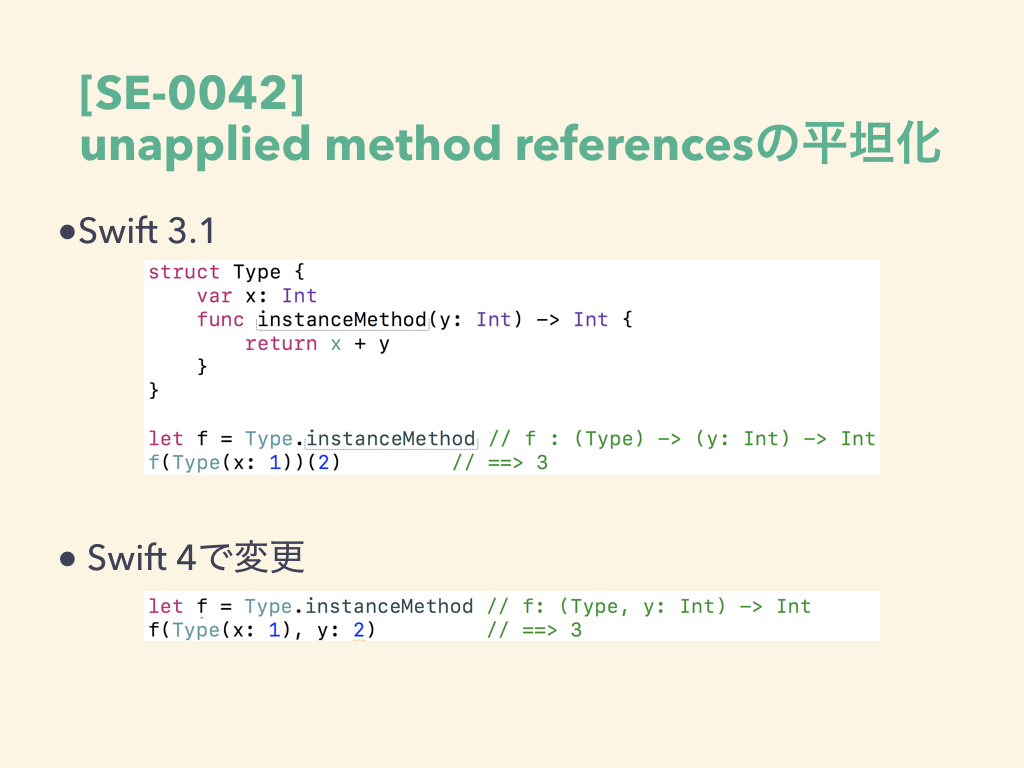 [SE-0042]
unapplied method referencesの平坦化
•Swift 3.1
struct Type {
    var x: Int
    func instanceMethod(y: Int) -> Int {
        return x + y
    }
}
let f = Type.instanceMethod // f : (Type) -> (y: Int) -> Int
f(Type(x: 1))(2)         // ==> 3
• Swift 4で変更
let f = Type.instanceMethod // f: (Type, y: Int) -> Int
f(Type(x: 1), y: 2)         // ==> 3